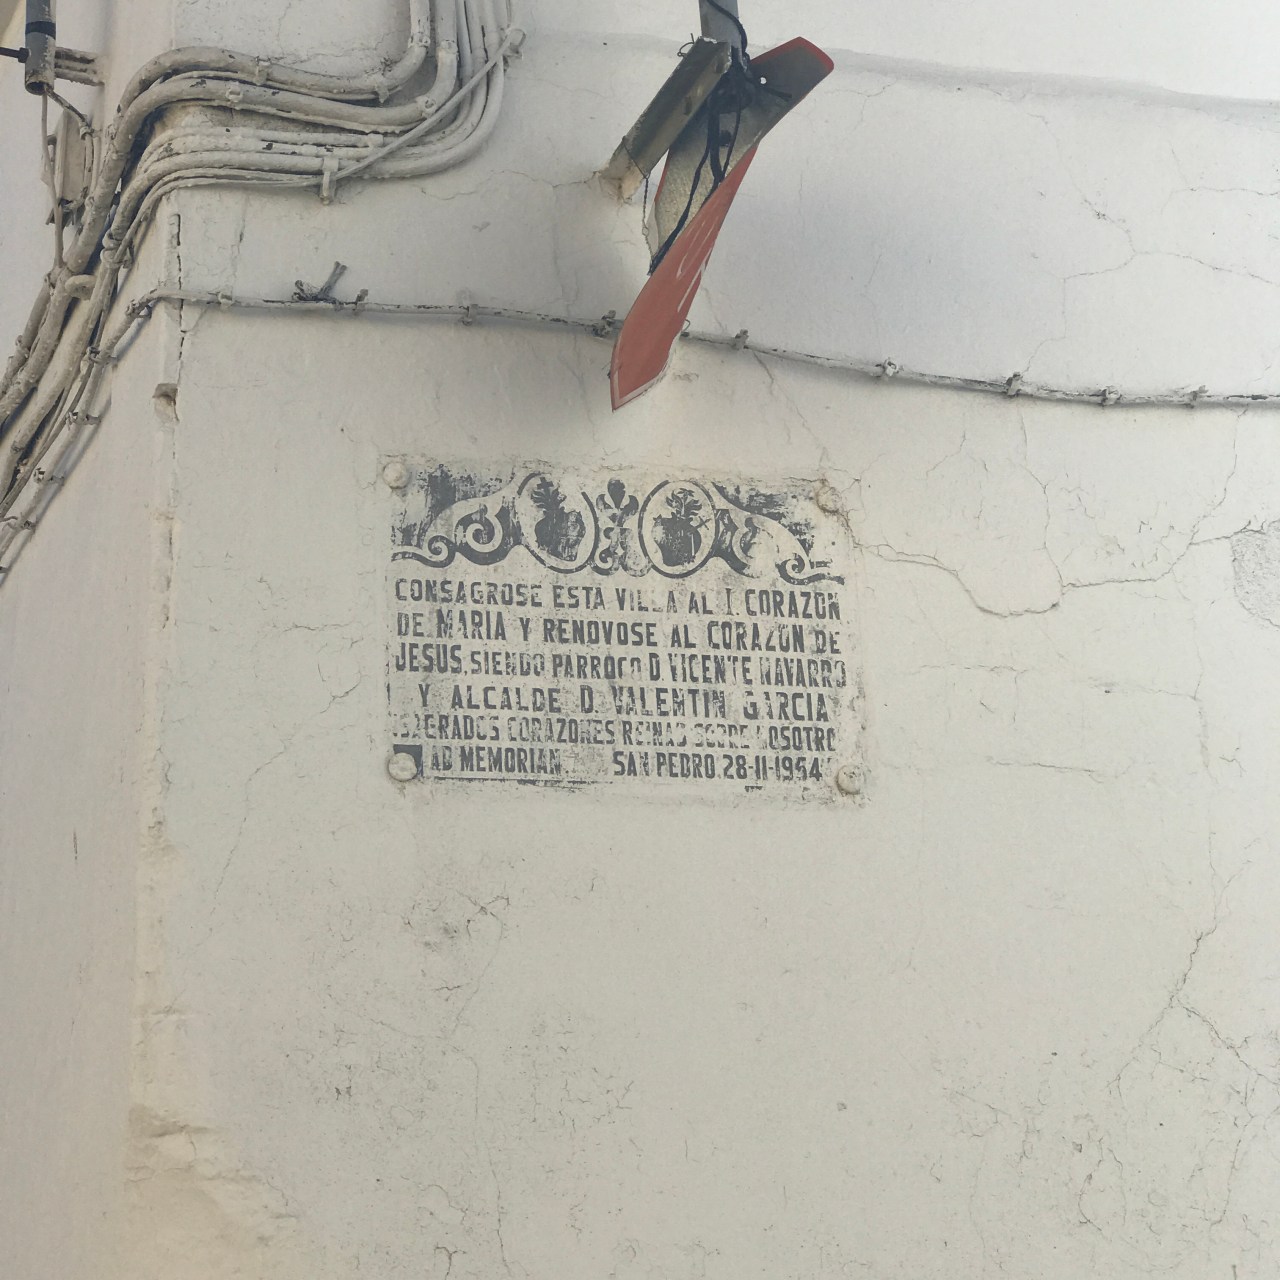 CONSAGROSE ESTA VILLA AL I. CORAZON
DE MARIA Y RENOVOSE AL CORAZON DE
JESUS, SIENDO PARROCO D. VICENTE NAVARRO
Y ALCALDE D. VALENTIN GARCIA
SAGRADOS CORAZONES REINAD SOBRE NOSOTRO
AD MEMORIAN SAN PEDRO 28-11-1954